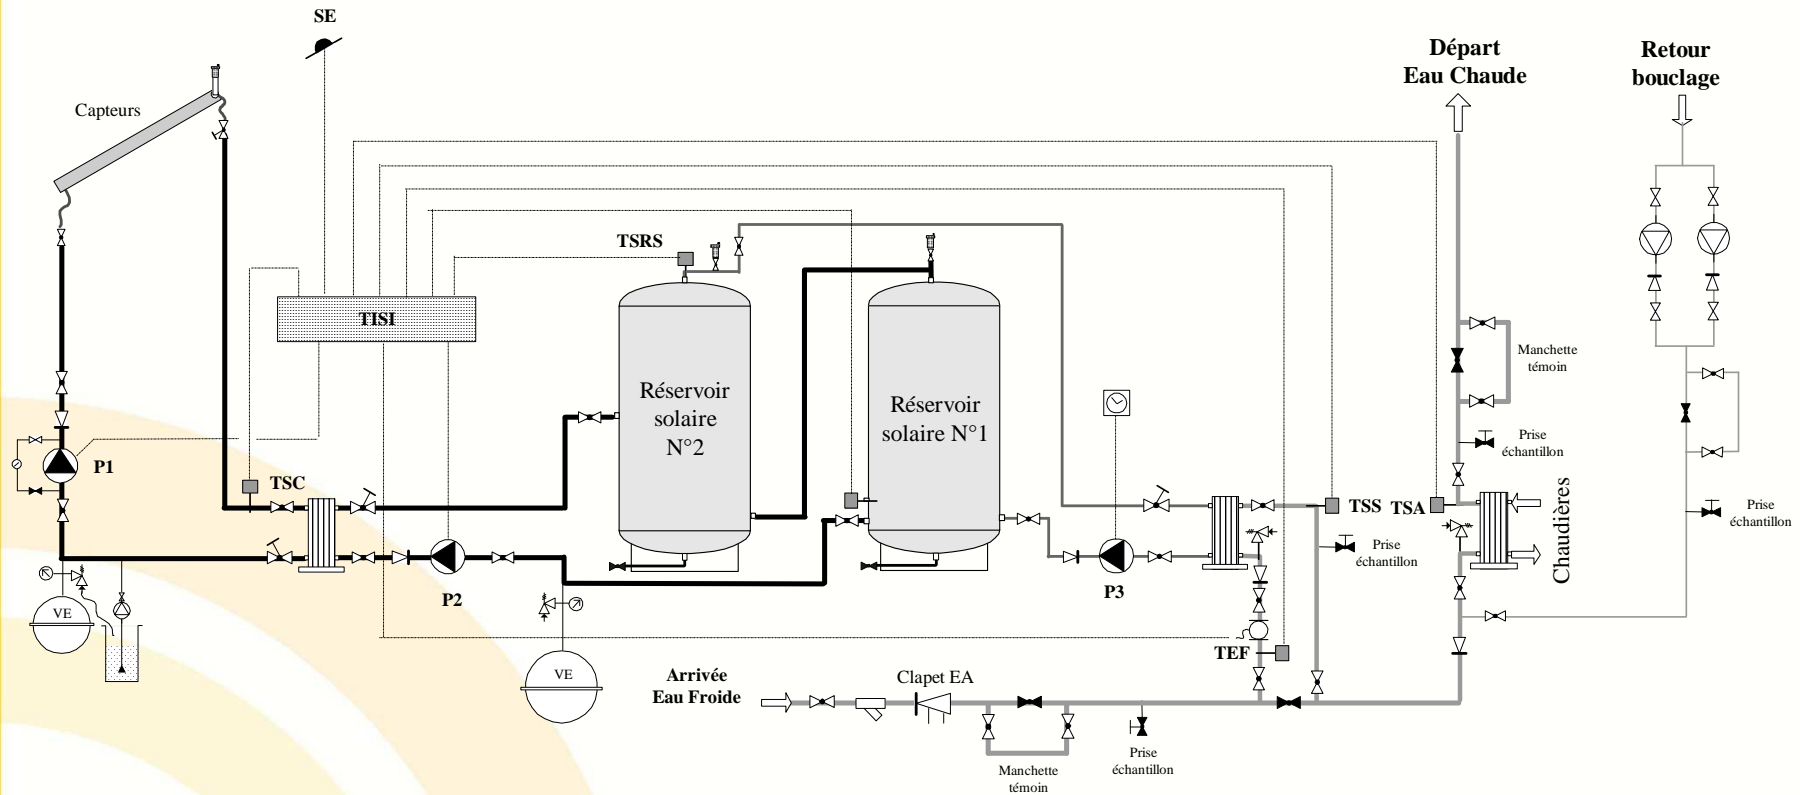 SE
Départ
Eau Chaude
Retour
bouclage
Capteurs
TSRS
TISI
Manchette
témoin
Réservoir
solaire
N°2
Réservoir
solaire N°1
Prise
échantillon
P1
TSC
TSS
TSA
Chaudières
Prise
échantillon
Prise
échantillon
P2
P3
VE
TEF
VE
Arrivée
Eau Froide
Clapet EA
Prise
échantillon
Manchette
témoin